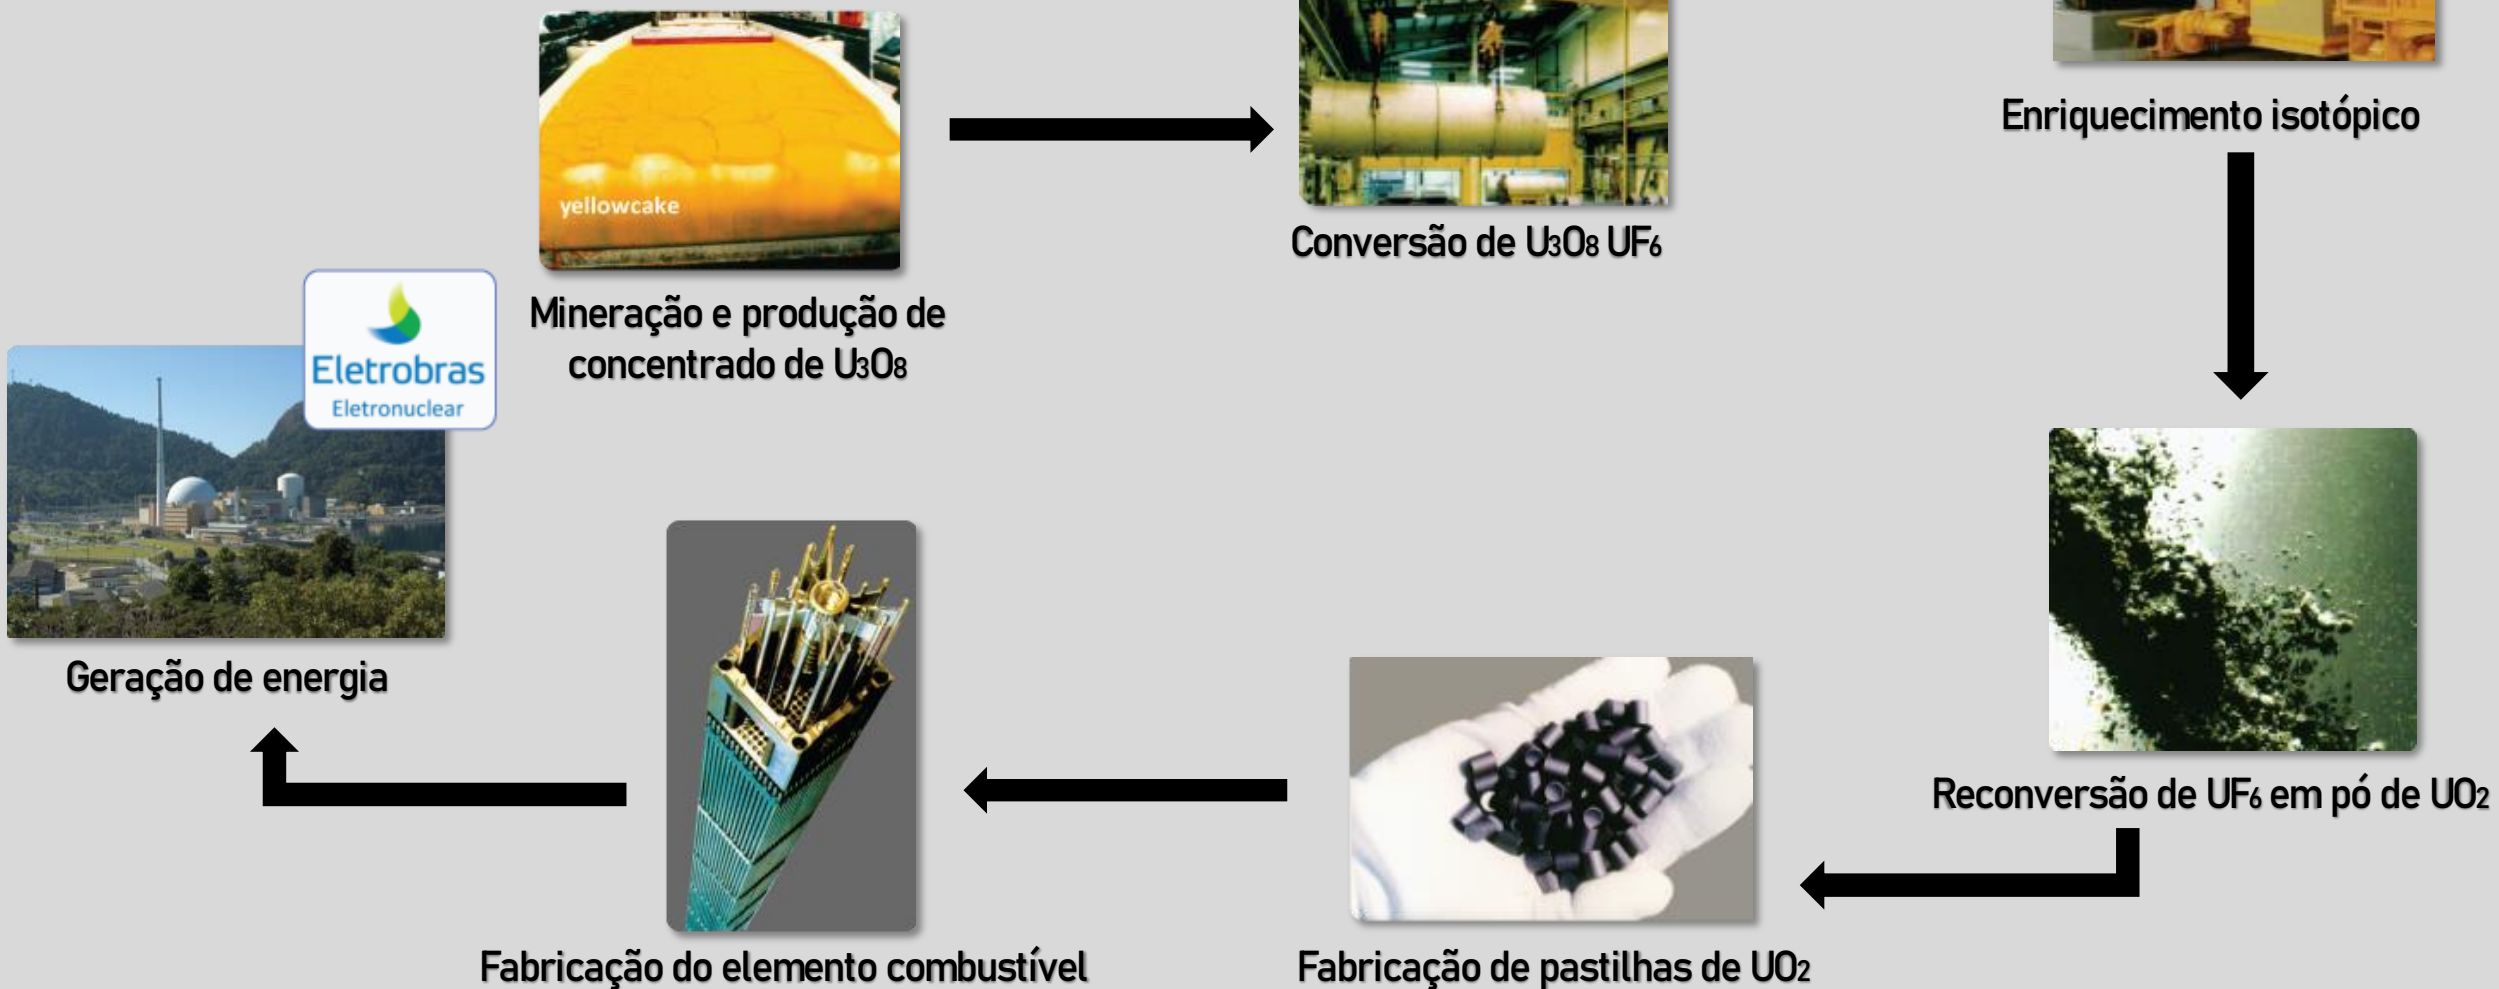 yellowcake
Mineração e produção de
concentrado de U3O8
Conversão de U3O8 UF6
Enriquecimento isotópico
Reconversão de UF6 em pó de UO2
Fabricação de pastilhas de UO2
Fabricação do elemento combustível
Eletrobras
Eletronuclear
Geração de energia